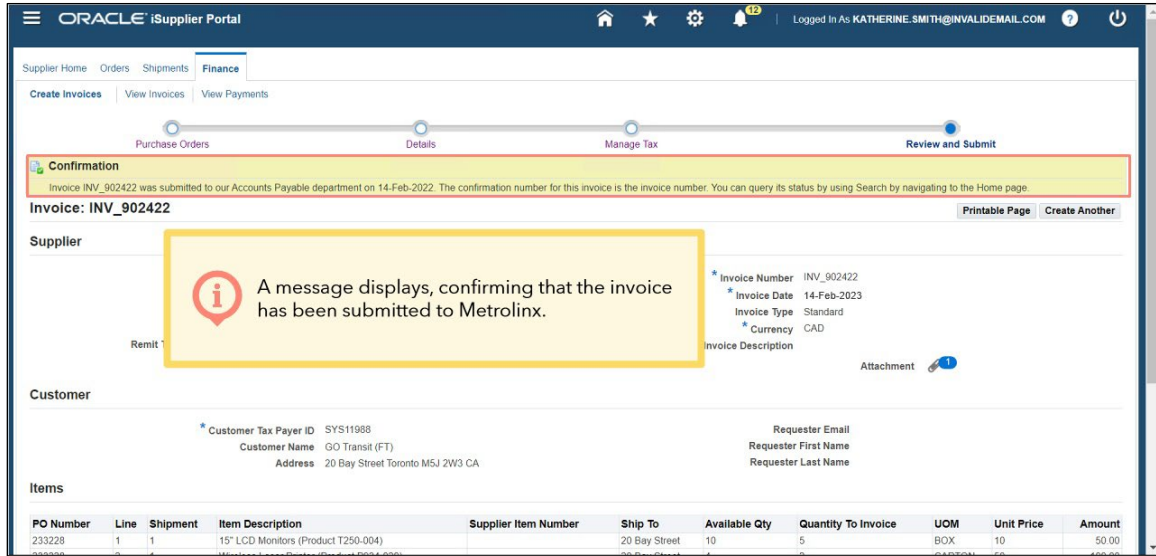 ORACLE iSupplier Portal
12
Logged In As KATHERINE.SMITH@INVALIDEMAIL.COM
?
Supplier Home Orders Shipments Finance
Create Invoices View Invoices View Payments
Purchase Orders Details Manage Tax Review and Submit
Confirmation
Invoice INV_902422 was submitted to our Accounts Payable department on 14-Feb-2022. The confirmation number for this invoice is the invoice number. You can query its status by using Search by navigating to the Home page.
Invoice: INV_902422
Printable Page Create Another
Supplier
i
A message displays, confirming that the invoice
has been submitted to Metrolinx.
* Invoice Number INV_902422
* Invoice Date 14-Feb-2023
Invoice Type Standard
* Currency CAD
Remit
Invoice Description
Attachment 1
Customer
* Customer Tax Payer ID SYS11988
Customer Name GO Transit (FT)
Address 20 Bay Street Toronto M5J 2W3 CA
Requester Email
Requester First Name
Requester Last Name
Items
PO Number Line Shipment Item Description Supplier Item Number Ship To Available Qty Quantity To Invoice UOM Unit Price Amount
233228 1 1 15" LCD Monitors (Product T250-004) 20 Bay Street 10 5 BOX 10 50.00